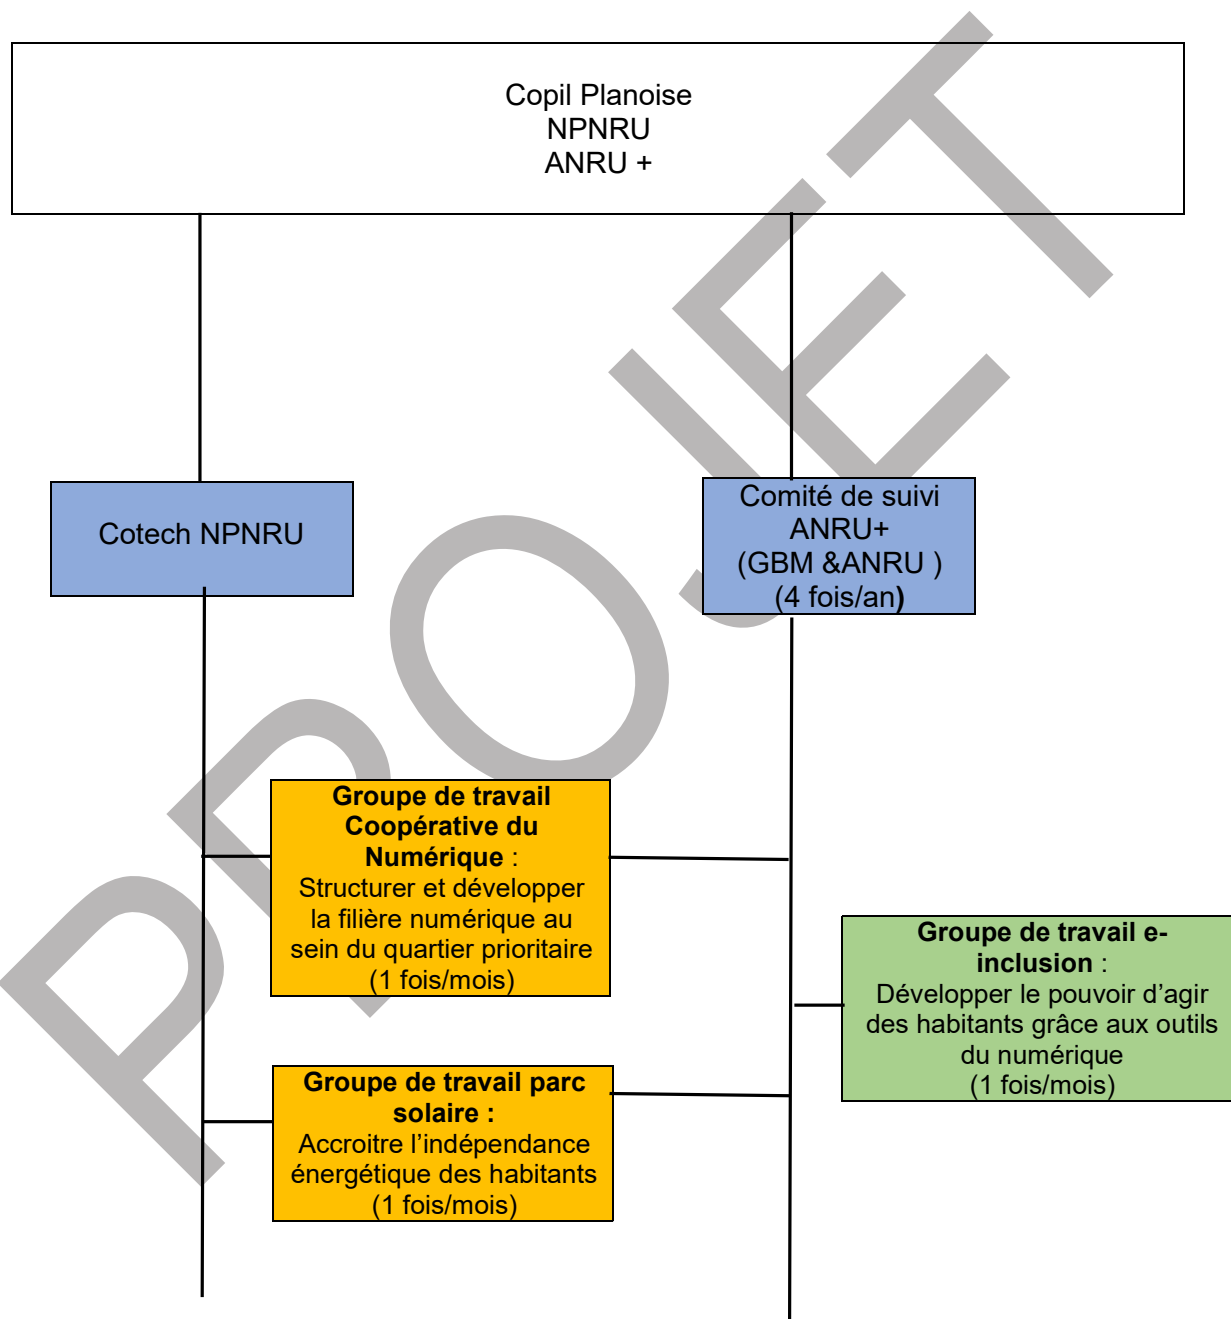 Copil Planoise
NPNRU
ANRU +
Cotech NPNRU
Comité de suivi
ANRU+
(GBM &ANRU )
(4 fois/an)
Groupe de travail
Coopérative du
Numérique :
Structurer et développer
la filière numérique au
sein du quartier prioritaire
(1 fois/mois)
Groupe de travail e-
inclusion :
Développer le pouvoir d’agir
des habitants grâce aux outils
du numérique
(1 fois/mois)
Groupe de travail parc
solaire :
Accroitre l’indépendance
énergétique des habitants
(1 fois/mois)
PROJET